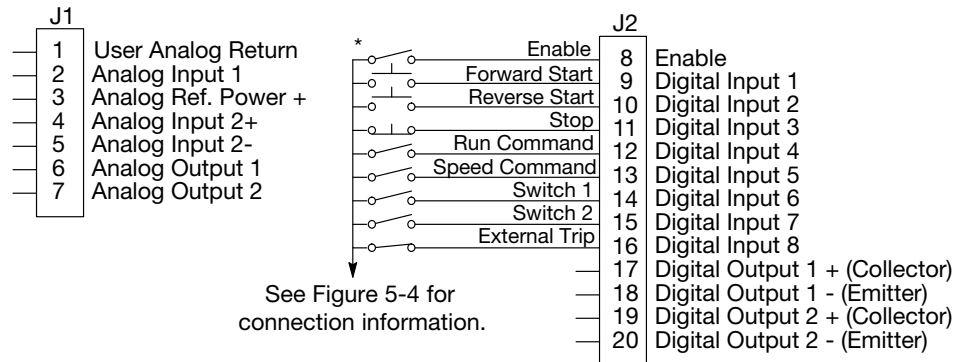 J1
1 User Analog Return
2 Analog Input 1
3 Analog Ref. Power +
4 Analog Input 2+
5 Analog Input 2-
6 Analog Output 1
7 Analog Output 2
J2
* Enable 8 Enable
Forward Start 9 Digital Input 1
Reverse Start 10 Digital Input 2
Stop 11 Digital Input 3
Run Command 12 Digital Input 4
Speed Command 13 Digital Input 5
Switch 1 14 Digital Input 6
Switch 2 15 Digital Input 7
External Trip 16 Digital Input 8
17 Digital Output 1 + (Collector)
18 Digital Output 1 - (Emitter)
19 Digital Output 2 + (Collector)
20 Digital Output 2 - (Emitter)
See Figure 5-4 for
connection information.